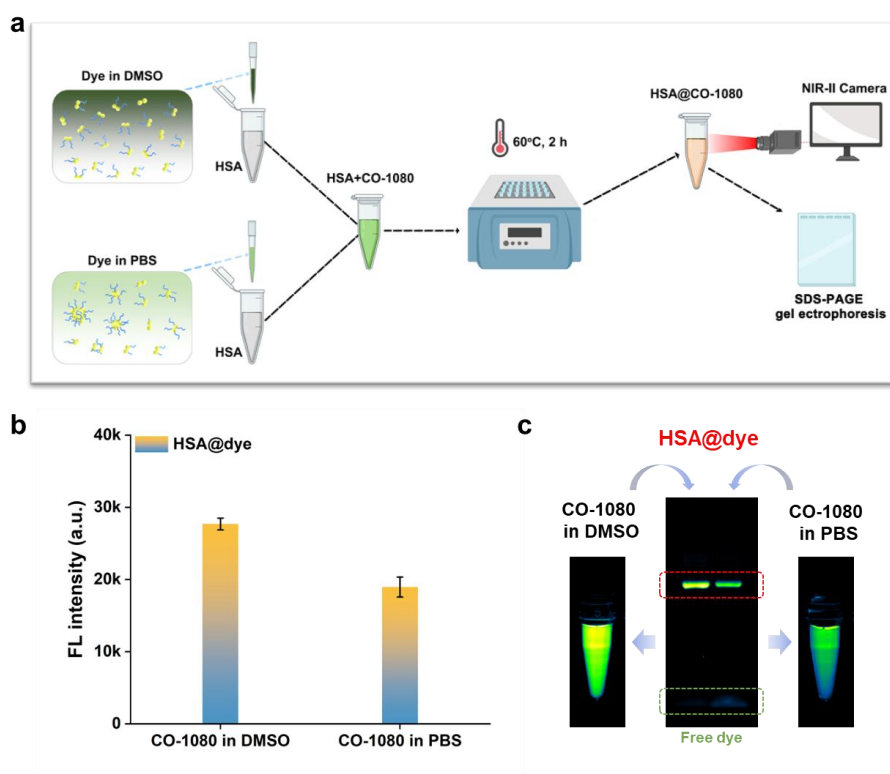 a
Dye in DMSO
HSA
Dye in PBS
HSA
HSA+CO-1080
60°C, 2 h
HSA@CO-1080
NIR-II Camera
SDS-PAGE
gel ectrophoresis
b
40k
30k
20k
10k
0
FL intensity (a.u.)
HSA@dye
CO-1080 in DMSO
CO-1080 in PBS
c
HSA@dye
CO-1080
in DMSO
CO-1080
in PBS
Free dye